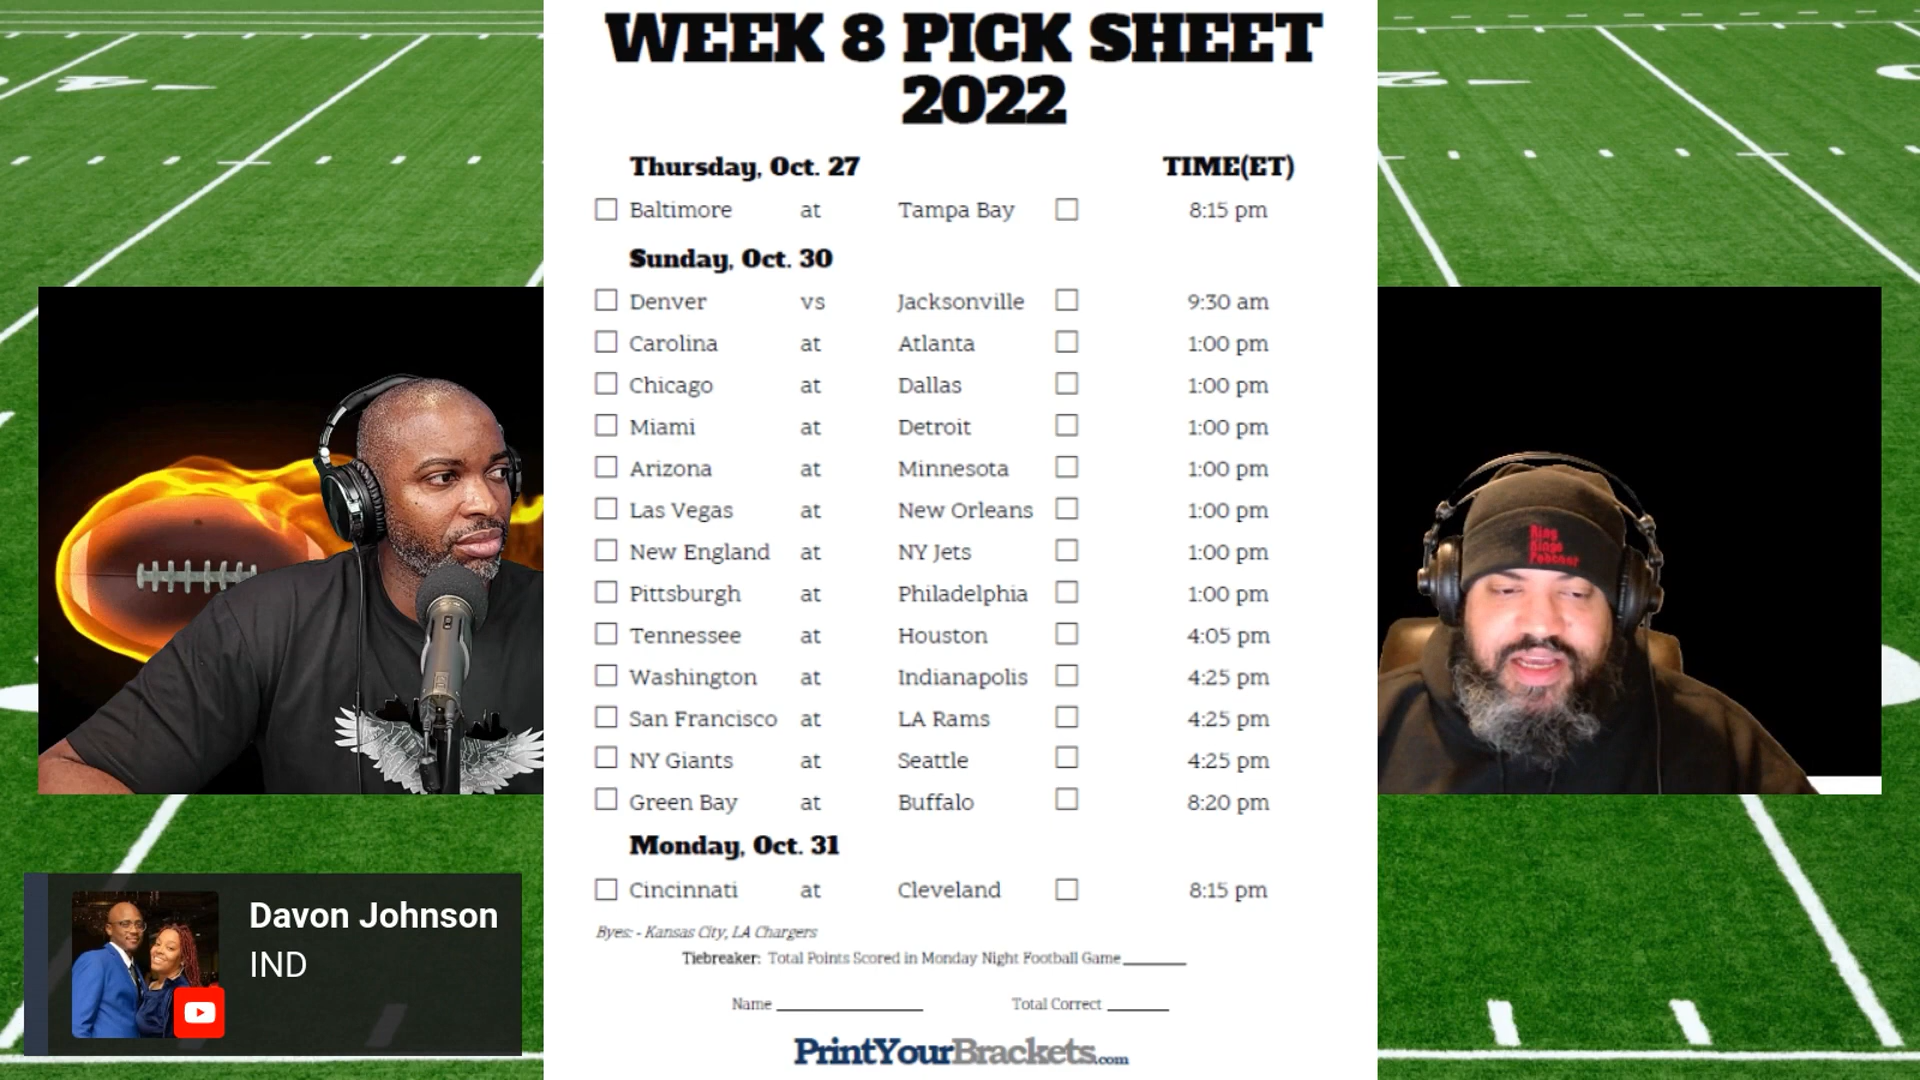 WEEK 8 PICK SHEET
2022
Thursday, Oct. 27 TIME(ET)
Baltimore at Tampa Bay 8:15 pm
Sunday, Oct. 30
Denver vs Jacksonville 9:30 am
Carolina at Atlanta 1:00 pm
Chicago at Dallas 1:00 pm
Miami at Detroit 1:00 pm
Arizona at Minnesota 1:00 pm
Las Vegas at New Orleans 1:00 pm
New England at NY Jets 1:00 pm
Pittsburgh at Philadelphia 1:00 pm
Tennessee at Houston 4:05 pm
Washington at Indianapolis 4:25 pm
San Francisco at LA Rams 4:25 pm
NY Giants at Seattle 4:25 pm
Green Bay at Buffalo 8:20 pm
Monday, Oct. 31
Cincinnati at Cleveland 8:15 pm
Byes: - Kansas City, LA Chargers
Tiebreaker: Total Points Scored in Monday Night Football Game
Name Total Correct
PrintYourBrackets.com
Davon Johnson
IND